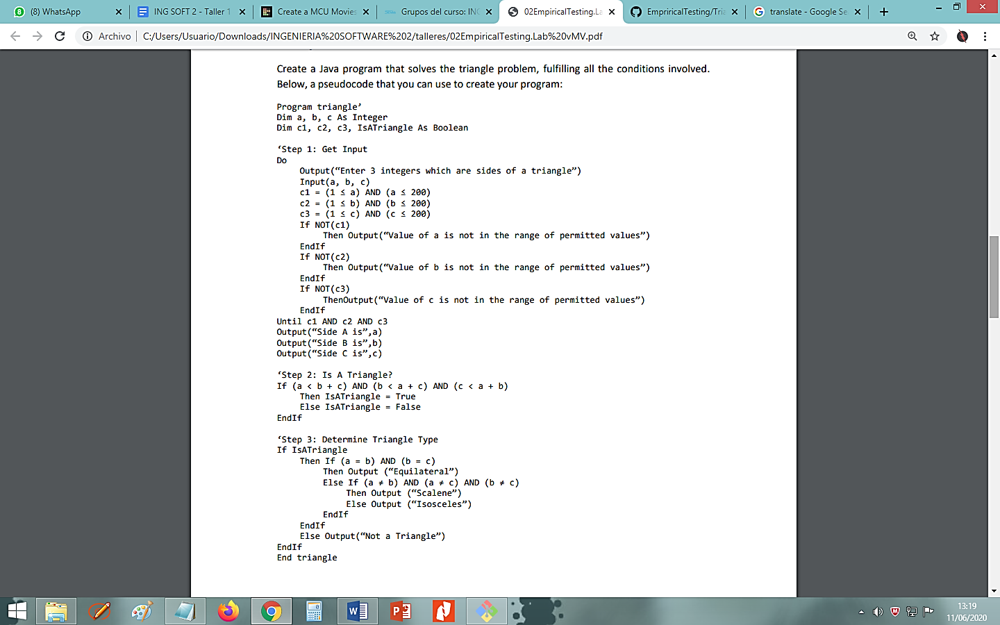 (8) WhatsApp
ING SOFT 2 - Taller 1
Create a MCU Movies
Grupos del curso: ING
02EmpiricalTesting.La
EmpriricalTesting/Tria
translate - Google Se
Archivo C:/Users/Usuario/Downloads/INGENIERIA%20SOFTWARE%202/talleres/02EmpiricalTesting.Lab%20vMV.pdf
Create a Java program that solves the triangle problem, fulfilling all the conditions involved.
Below, a pseudocode that you can use to create your program:
Program triangle’
Dim a, b, c As Integer
Dim c1, c2, c3, IsATriangle As Boolean
‘Step 1: Get Input
Do
Output(“Enter 3 integers which are sides of a triangle”)
Input(a, b, c)
c1 = (1 ≤ a) AND (a ≤ 200)
c2 = (1 ≤ b) AND (b ≤ 200)
c3 = (1 ≤ c) AND (c ≤ 200)
If NOT(c1)
Then Output(“Value of a is not in the range of permitted values”)
EndIf
If NOT(c2)
Then Output(“Value of b is not in the range of permitted values”)
EndIf
If NOT(c3)
ThenOutput(“Value of c is not in the range of permitted values”)
EndIf
Until c1 AND c2 AND c3
Output(“Side A is”,a)
Output(“Side B is”,b)
Output(“Side C is”,c)
‘Step 2: Is A Triangle?
If (a < b + c) AND (b < a + c) AND (c < a + b)
Then IsATriangle = True
Else IsATriangle = False
EndIf
‘Step 3: Determine Triangle Type
If IsATriangle
Then If (a = b) AND (b = c)
Then Output (“Equilateral”)
Else If (a ≠ b) AND (a ≠ c) AND (b ≠ c)
Then Output (“Scalene”)
Else Output (“Isosceles”)
EndIf
EndIf
Else Output(“Not a Triangle”)
EndIf
End triangle
13:19
11/06/2020